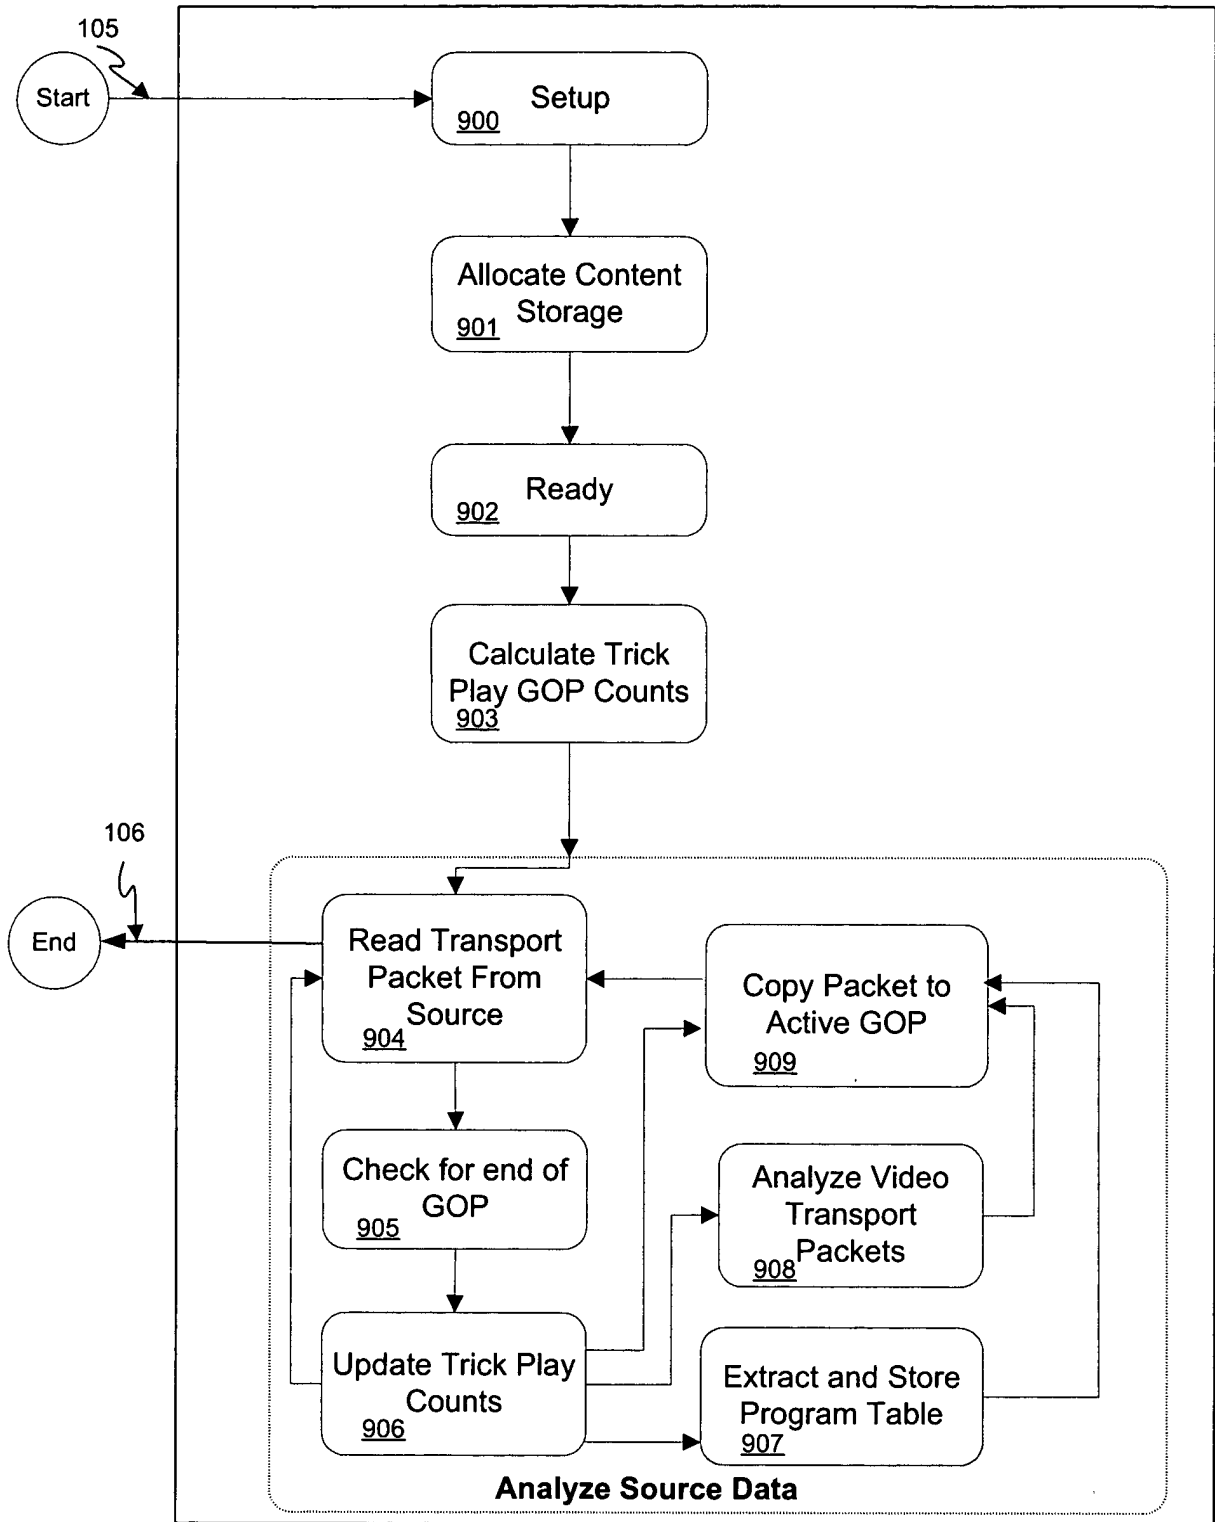 105
Start
Setup
900
Allocate Content
Storage
901
Ready
902
Calculate Trick
Play GOP Counts
903
106
End
Read Transport
Packet From
Source
904
Copy Packet to
Active GOP
909
Check for end of
GOP
905
Analyze Video
Transport
Packets
908
Update Trick Play
Counts
906
Extract and Store
Program Table
907
Analyze Source Data